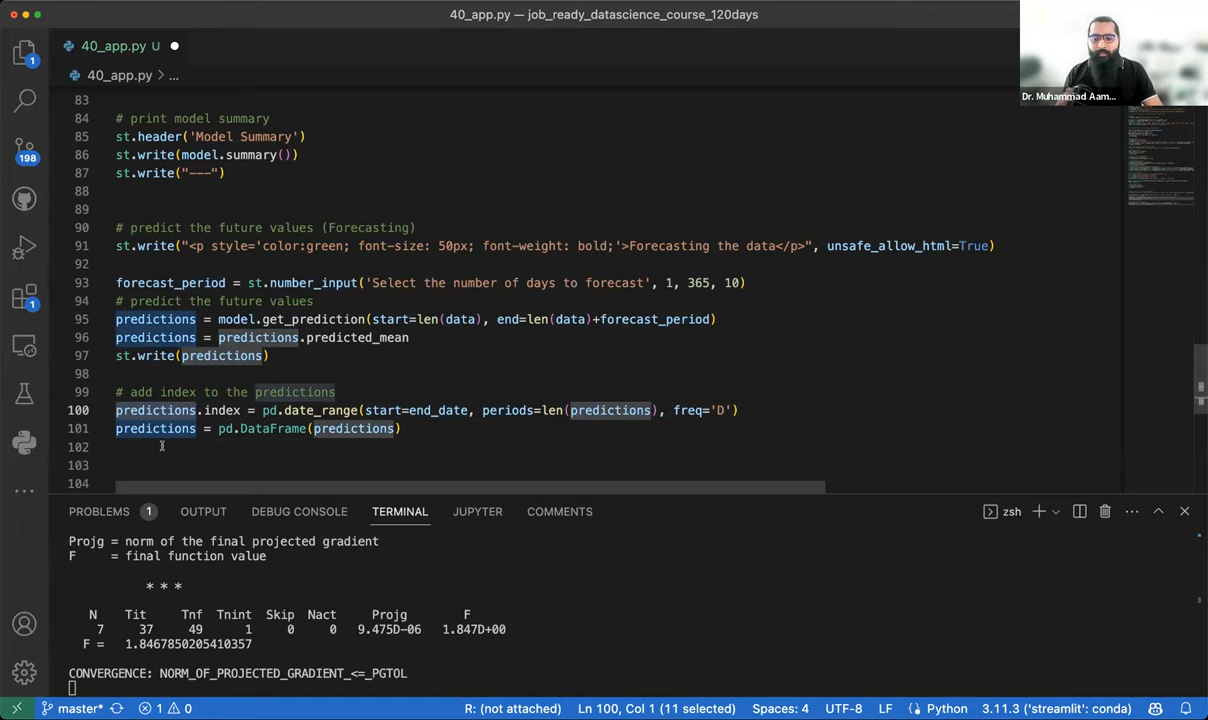 40_app.py — job_ready_datascience_course_120days
40_app.py U
40_app.py > ...
Dr. Muhammad Aam...
83
84 # print model summary
85 st.header('Model Summary')
86 st.write(model.summary())
87 st.write("---")
88
89
90 # predict the future values (Forecasting)
91 st.write("<p style='color:green; font-size: 50px; font-weight: bold;'>Forecasting the data</p>", unsafe_allow_html=True)
92
93 forecast_period = st.number_input('Select the number of days to forecast', 1, 365, 10)
94 # predict the future values
95 predictions = model.get_prediction(start=len(data), end=len(data)+forecast_period)
96 predictions = predictions.predicted_mean
97 st.write(predictions)
98
99 # add index to the predictions
100 predictions.index = pd.date_range(start=end_date, periods=len(predictions), freq='D')
101 predictions = pd.DataFrame(predictions)
102
103
104
1
198
1
PROBLEMS 1 OUTPUT DEBUG CONSOLE TERMINAL JUPYTER COMMENTS zsh
Projg = norm of the final projected gradient
F = final function value
* * *
N Tit Tnf Tnint Skip Nact Projg F
7 37 49 1 0 0 9.475D-06 1.847D+00
F = 1.8467850205410357
CONVERGENCE: NORM_OF_PROJECTED_GRADIENT_<=_PGTOL
master* 1 0 R: (not attached) Ln 100, Col 1 (11 selected) Spaces: 4 UTF-8 LF Python 3.11.3 ('streamlit': conda)